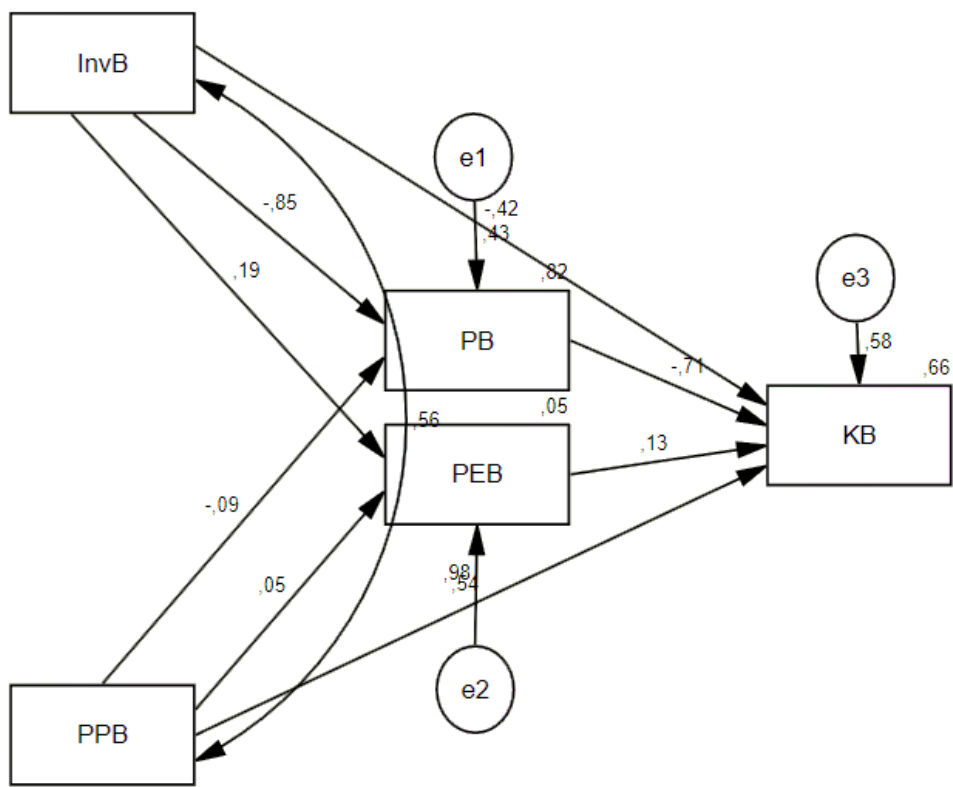 InvB
e1
-,85
-,42
,43
,19
,82
e3
PB
,58
-,71
,66
,05
,56
KB
,13
PEB
-,09
,98
,54
,05
e2
PPB